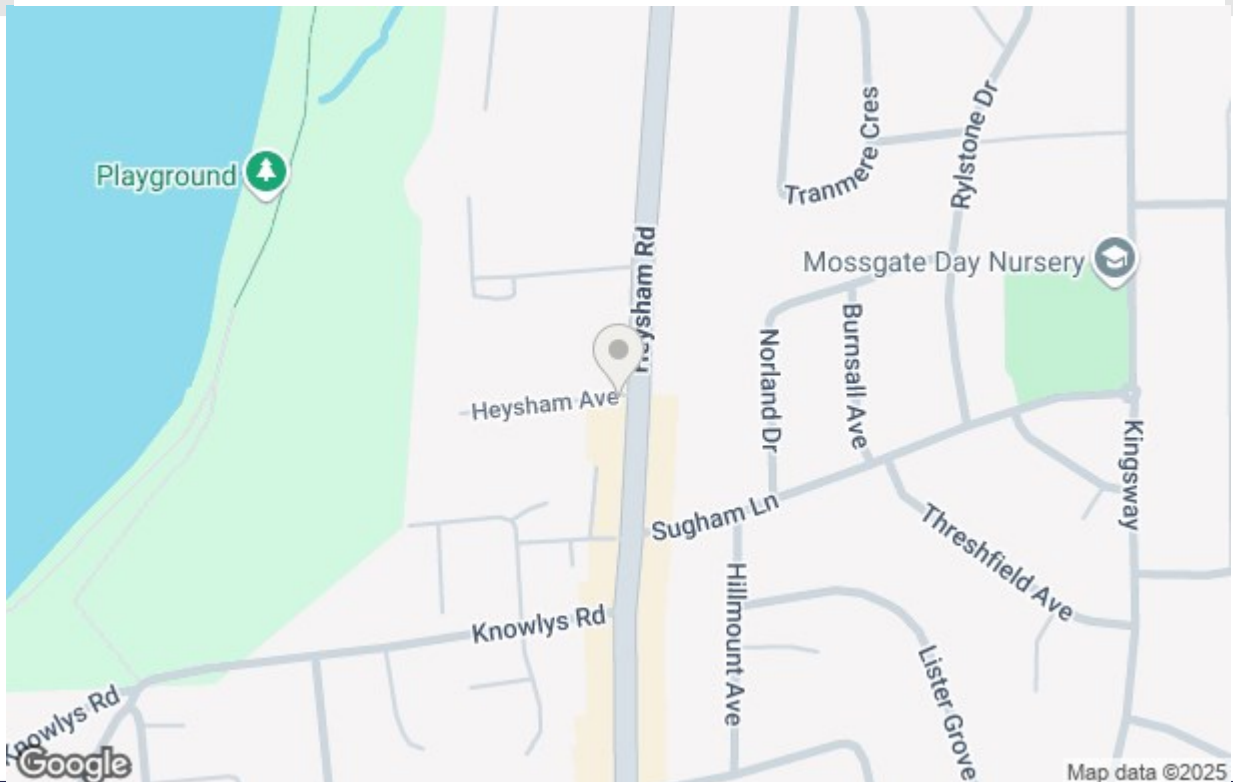 Playground
Tranmere Cres
Rylstone Dr
Heysham Rd
Mossgate Day Nursery
Burnsall Ave
Norland Dr
Heysham Ave
Kingsway
Sugham Ln
Threshfield Ave
Hillmount Ave
Knowlys Rd
Lister Grove
Knowlys Rd
Google
Map data ©2025